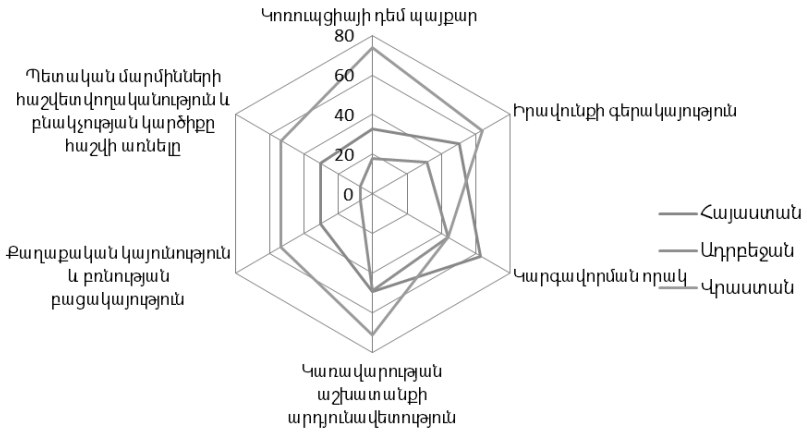 Կոռուպցիայի դեմ պայքար
80
60
40
20
0
Իրավունքի գերակայություն
Կարգավորման որակ
Կառավարության
աշխատանքի
արդյունավետություն
Քաղաքական կայունություն
և բռնության
բացակայություն
Պետական մարմինների
հաշվետվողականություն և
բնակչության կարծիքը
հաշվի առնելը
Հայաստան
Ադրբեջան
Վրաստան